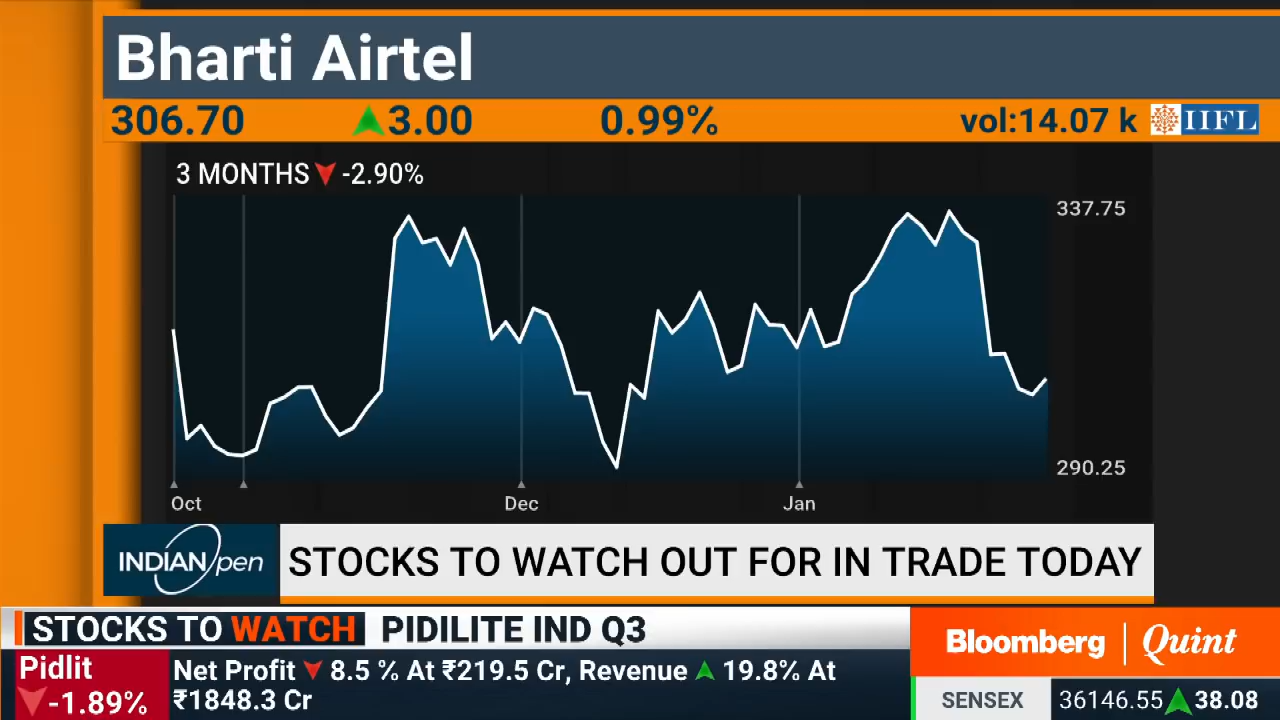 Bharti Airtel
306.70 3.00 0.99% vol:14.07 k IIFL
3 MONTHS -2.90%
337.75
290.25
Oct Dec Jan
INDIAN pen STOCKS TO WATCH OUT FOR IN TRADE TODAY
STOCKS TO WATCH PIDILITE IND Q3
Bloomberg | Quint
Pidlit Net Profit 8.5 % At ₹219.5 Cr, Revenue 19.8% At
-1.89% ₹1848.3 Cr
SENSEX 36146.55 38.08